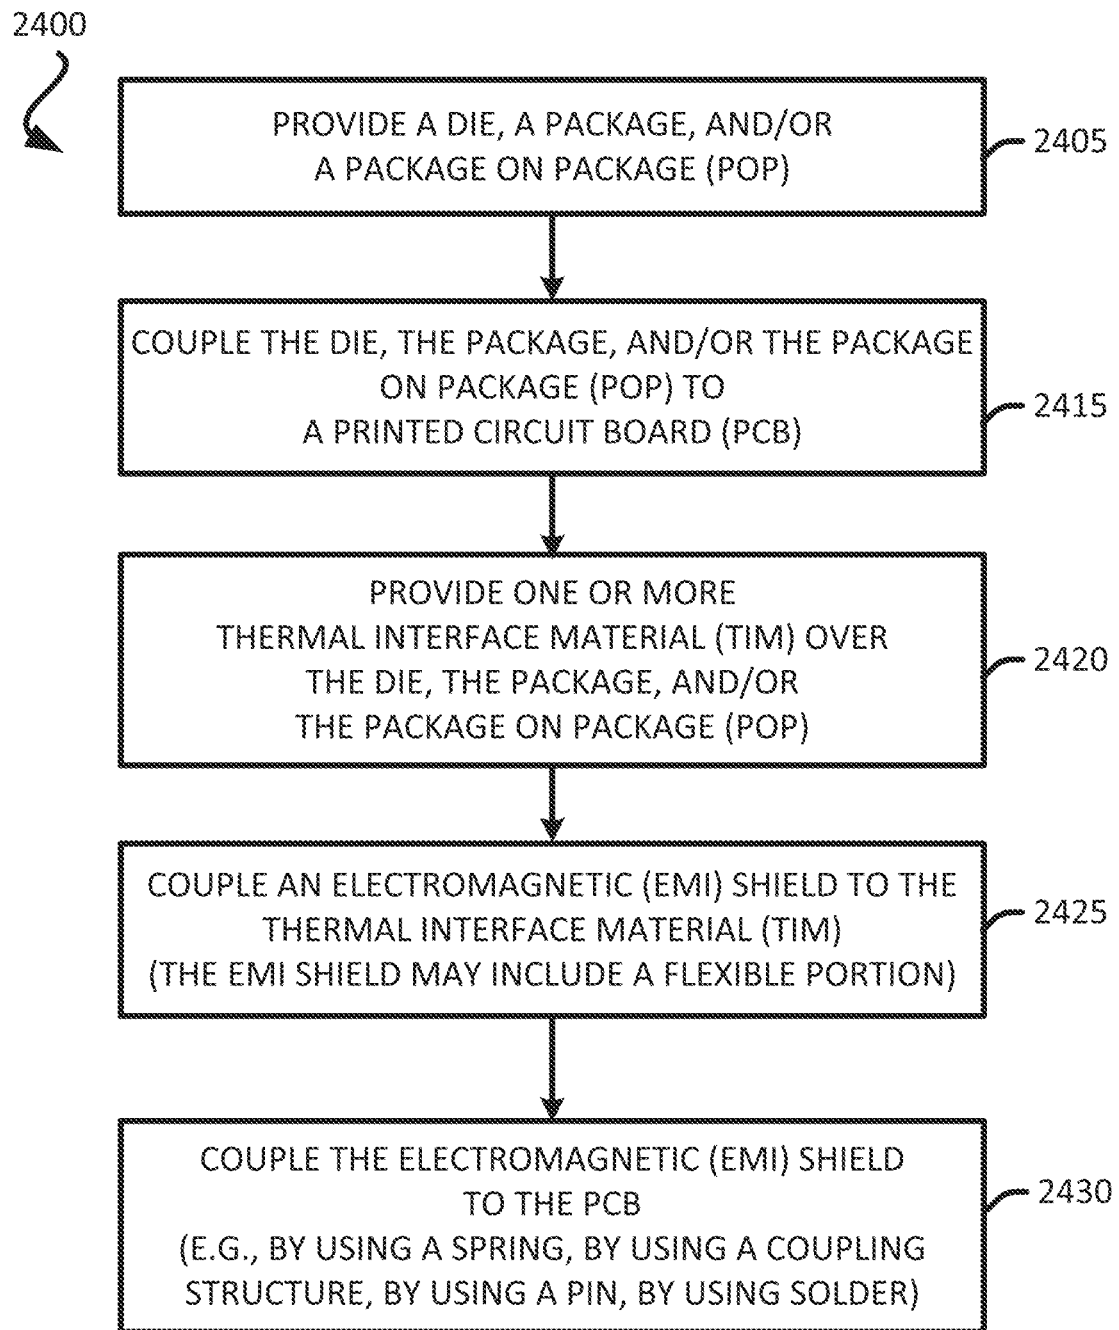 2400
PROVIDE A DIE, A PACKAGE, AND/OR
A PACKAGE ON PACKAGE (POP)
2405
COUPLE THE DIE, THE PACKAGE, AND/OR THE PACKAGE
ON PACKAGE (POP) TO
A PRINTED CIRCUIT BOARD (PCB)
2415
PROVIDE ONE OR MORE
THERMAL INTERFACE MATERIAL (TIM) OVER
THE DIE, THE PACKAGE, AND/OR
THE PACKAGE ON PACKAGE (POP)
2420
COUPLE AN ELECTROMAGNETIC (EMI) SHIELD TO THE
THERMAL INTERFACE MATERIAL (TIM)
(THE EMI SHIELD MAY INCLUDE A FLEXIBLE PORTION)
2425
COUPLE THE ELECTROMAGNETIC (EMI) SHIELD
TO THE PCB
(E.G., BY USING A SPRING, BY USING A COUPLING
STRUCTURE, BY USING A PIN, BY USING SOLDER)
2430